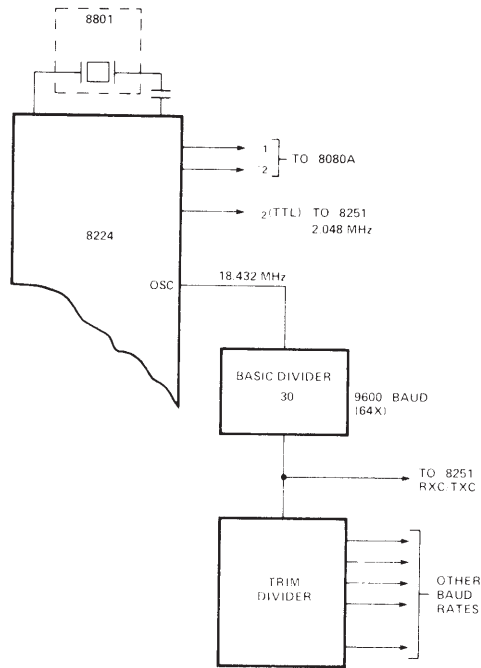 8801
1
2
TO 8080A
2 (TTL) TO 8251
2.048 MHz
8224
OSC
18.432 MHz
BASIC DIVIDER
30
9600 BAUD
(64X)
TO 8251
RXC.TXC
TRIM
DIVIDER
OTHER
BAUD
RATES